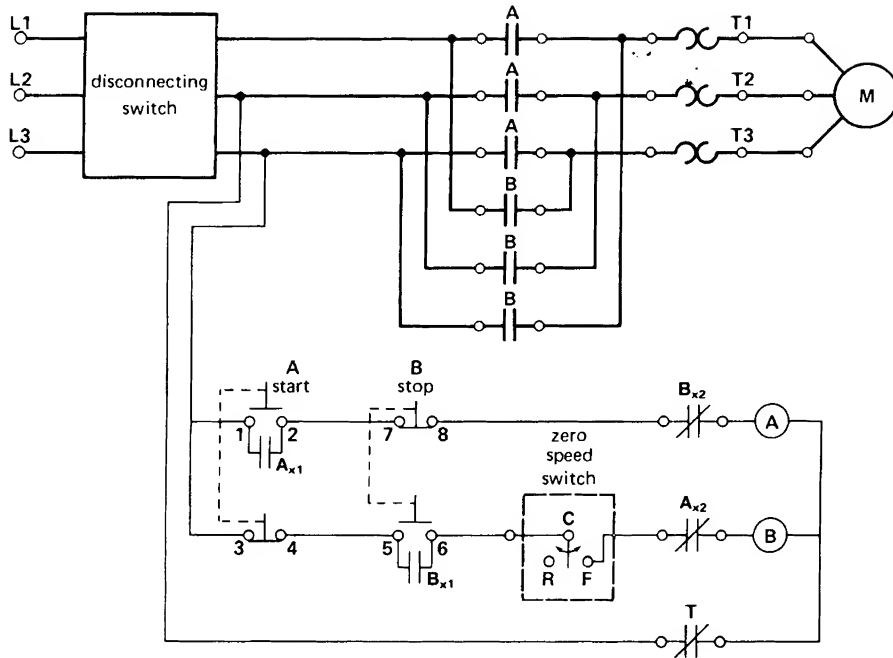 A
L1
T1
A
L2
disconnecting
switch
T2
M
A
L3
T3
B
B
B
A
start
B
stop
Bx2
A
1
2
7
8
Ax1
zero
speed
switch
Ax2
B
3
4
5
6
C
R
F
Bx1
T